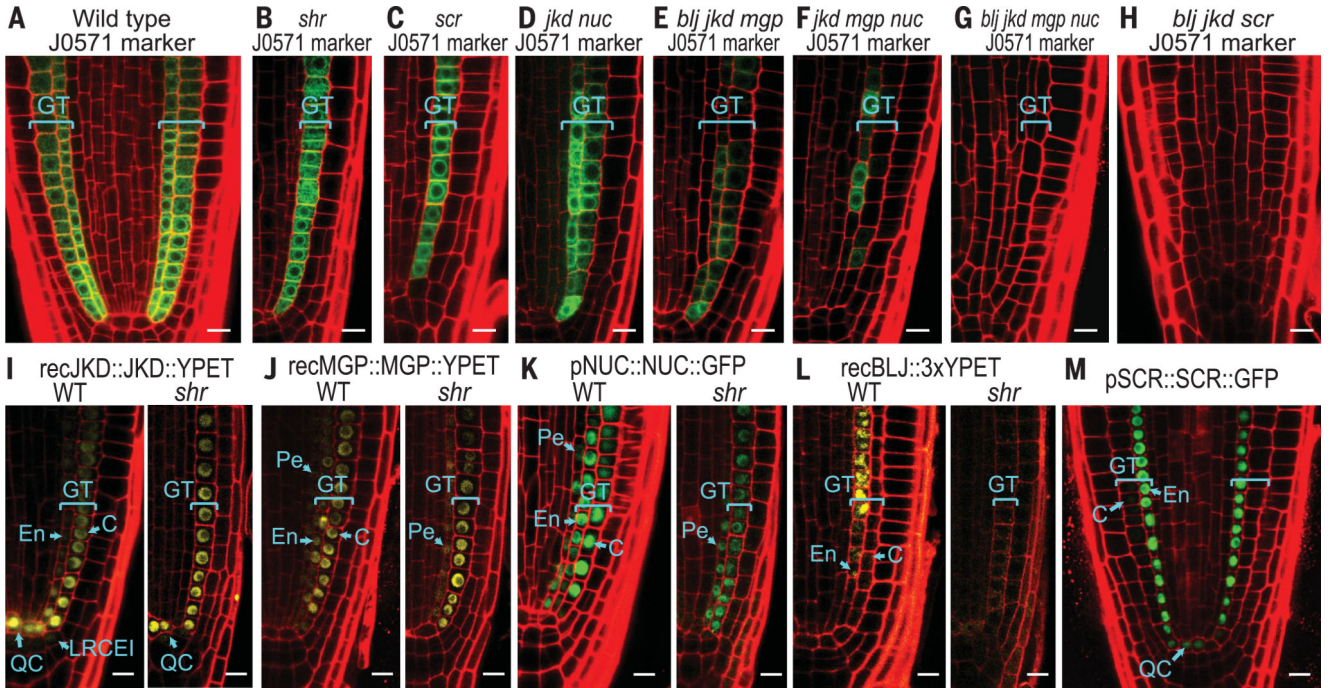 A Wild type
J0571 marker
B shr
J0571 marker
C scr
J0571 marker
D jkd nuc
J0571 marker
E blj jkd mgp
J0571 marker
F jkd mgp nuc
J0571 marker
G blj jkd mgp nuc
J0571 marker
H blj jkd scr
J0571 marker
GT
GT
GT
GT
GT
GT
GT
I recJKD::JKD::YPET
WT shr
GT
GT
En
C
QC
LRCEI
QC
J recMGP::MGP::YPET
WT shr
Pe
GT
GT
En
C
Pe
K pNUC::NUC::GFP
WT shr
Pe
GT
GT
En
C
Pe
L recBLJ::3xYPET
WT shr
GT
GT
En
C
M pSCR::SCR::GFP
GT
En
C
QC